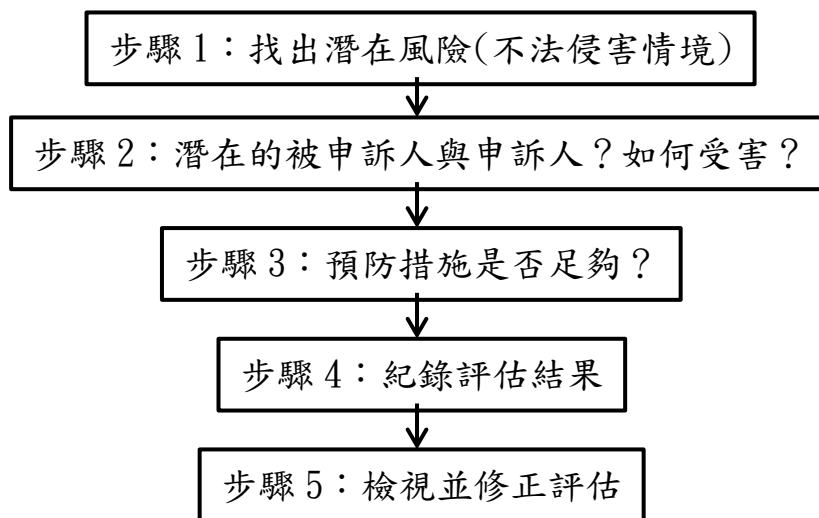 步驟1：找出潛在風險(不法侵害情境)
步驟2：潛在的被申訴人與申訴人？如何受害？
步驟3：預防措施是否足夠？
步驟4：紀錄評估結果
步驟5：檢視並修正評估